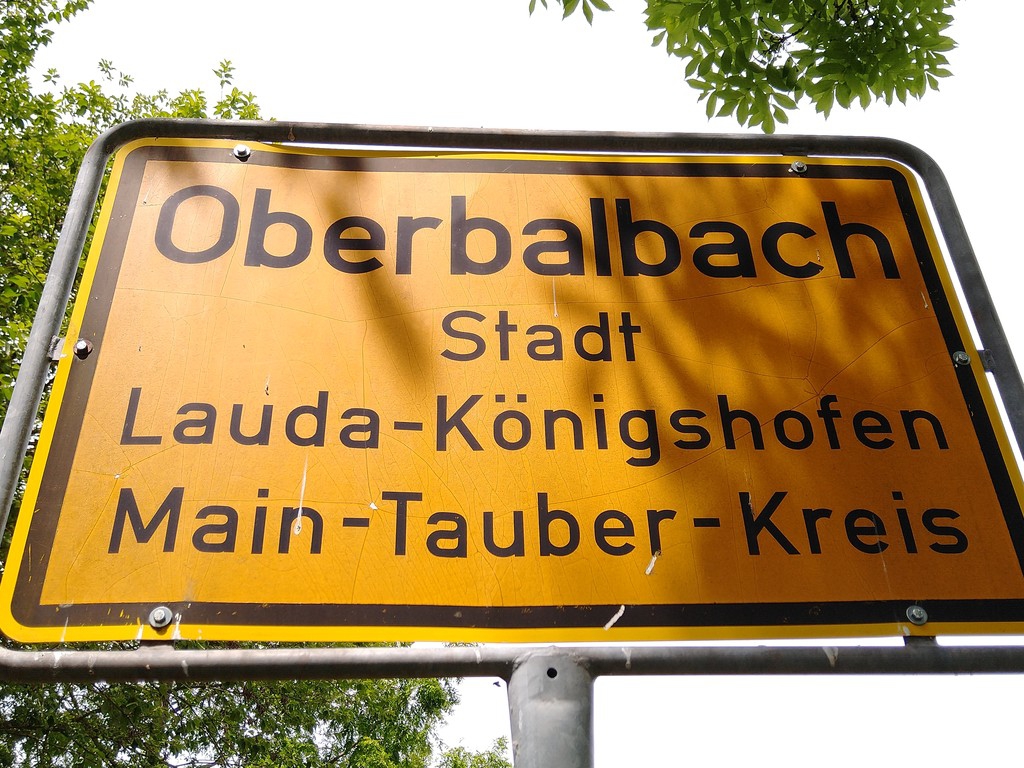 Oberbalbach
Stadt
Lauda-Königshofen
Main-Tauber-Kreis